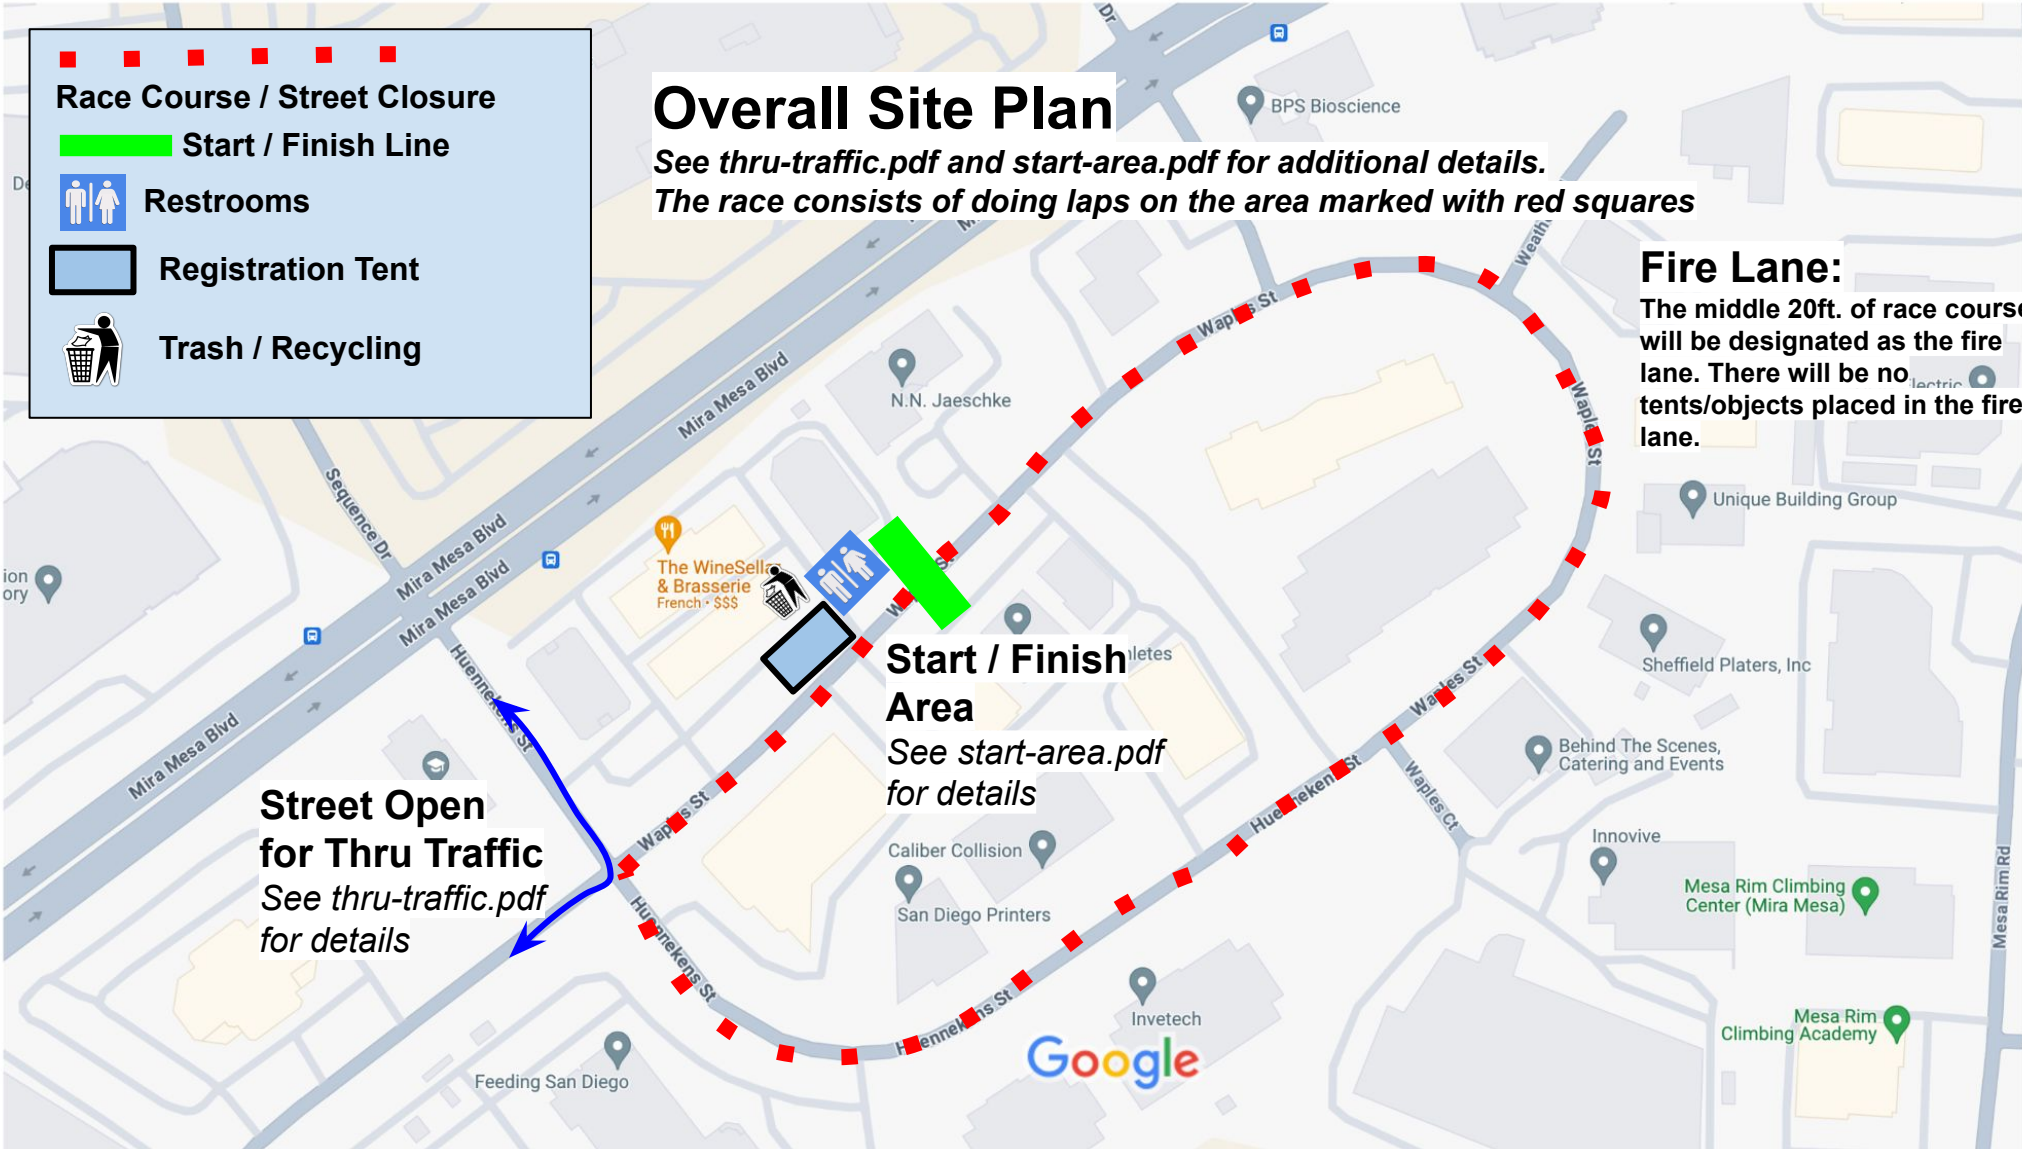 Race Course / Street Closure
Start / Finish Line
Restrooms
Registration Tent
Trash / Recycling
Overall Site Plan
See thru-traffic.pdf and start-area.pdf for additional details.
The race consists of doing laps on the area marked with red squares
Fire Lane:
The middle 20ft. of race course
will be designated as the fire
lane. There will be no
tents/objects placed in the fire
lane.
Dr
BPS Bioscience
Waples St
Waples St
Mira Mesa Blvd
N.N. Jaeschke
Unique Building Group
Sequence Dr
Mira Mesa Blvd
Mira Mesa Blvd
The WineSellar
& Brasserie
French · $$$
Huennekens St
Mira Mesa Blvd
Start / Finish
Area
See start-area.pdf
for details
Sheffield Platers, Inc
Waples St
Behind The Scenes,
Catering and Events
Street Open
for Thru Traffic
See thru-traffic.pdf
for details
Waples St
Huennekens St
Waples Ct
Caliber Collision
San Diego Printers
Innovive
Mesa Rim Climbing
Center (Mira Mesa)
Mesa Rim Rd
Huennekens St
Huennekens St
Invetech
Google
Mesa Rim
Climbing Academy
Feeding San Diego